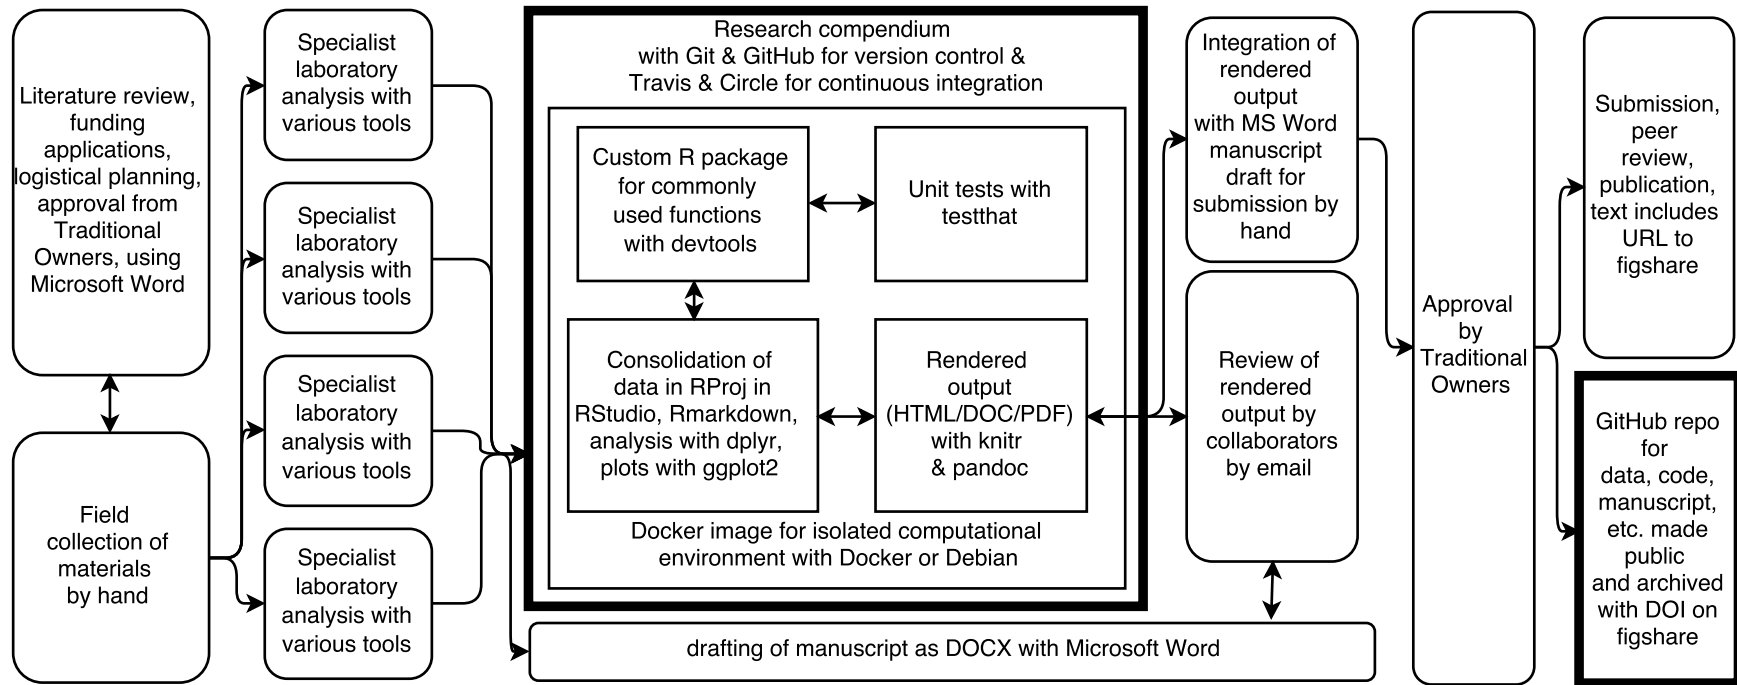 Literature review,
funding
applications,
logistical planning,
approval from
Traditional
Owners, using
Microsoft Word
Field
collection of
materials
by hand
Specialist
laboratory
analysis with
various tools
Specialist
laboratory
analysis with
various tools
Specialist
laboratory
analysis with
various tools
Specialist
laboratory
analysis with
various tools
Research compendium
with Git & GitHub for version control &
Travis & Circle for continuous integration
Custom R package
for commonly
used functions
with devtools
Unit tests with
testthat
Consolidation of
data in RProj in
RStudio, Rmarkdown,
analysis with dplyr,
plots with ggplot2
Rendered
output
(HTML/DOC/PDF)
with knitr
& pandoc
Docker image for isolated computational
environment with Docker or Debian
drafting of manuscript as DOCX with Microsoft Word
Integration of
rendered
output
with MS Word
manuscript
draft for
submission by
hand
Review of
rendered
output by
collaborators
by email
Approval
by
Traditional
Owners
Submission,
peer
review,
publication,
text includes
URL to
figshare
GitHub repo
for
data, code,
manuscript,
etc. made
public
and archived
with DOI on
figshare